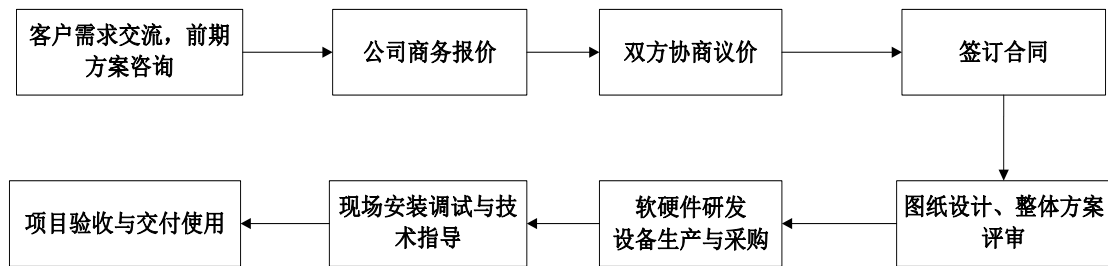 客户需求交流，前期
方案咨询
公司商务报价
双方协商议价
签订合同
图纸设计、整体方案
评审
软硬件研发
设备生产与采购
现场安装调试与技
术指导
项目验收与交付使用